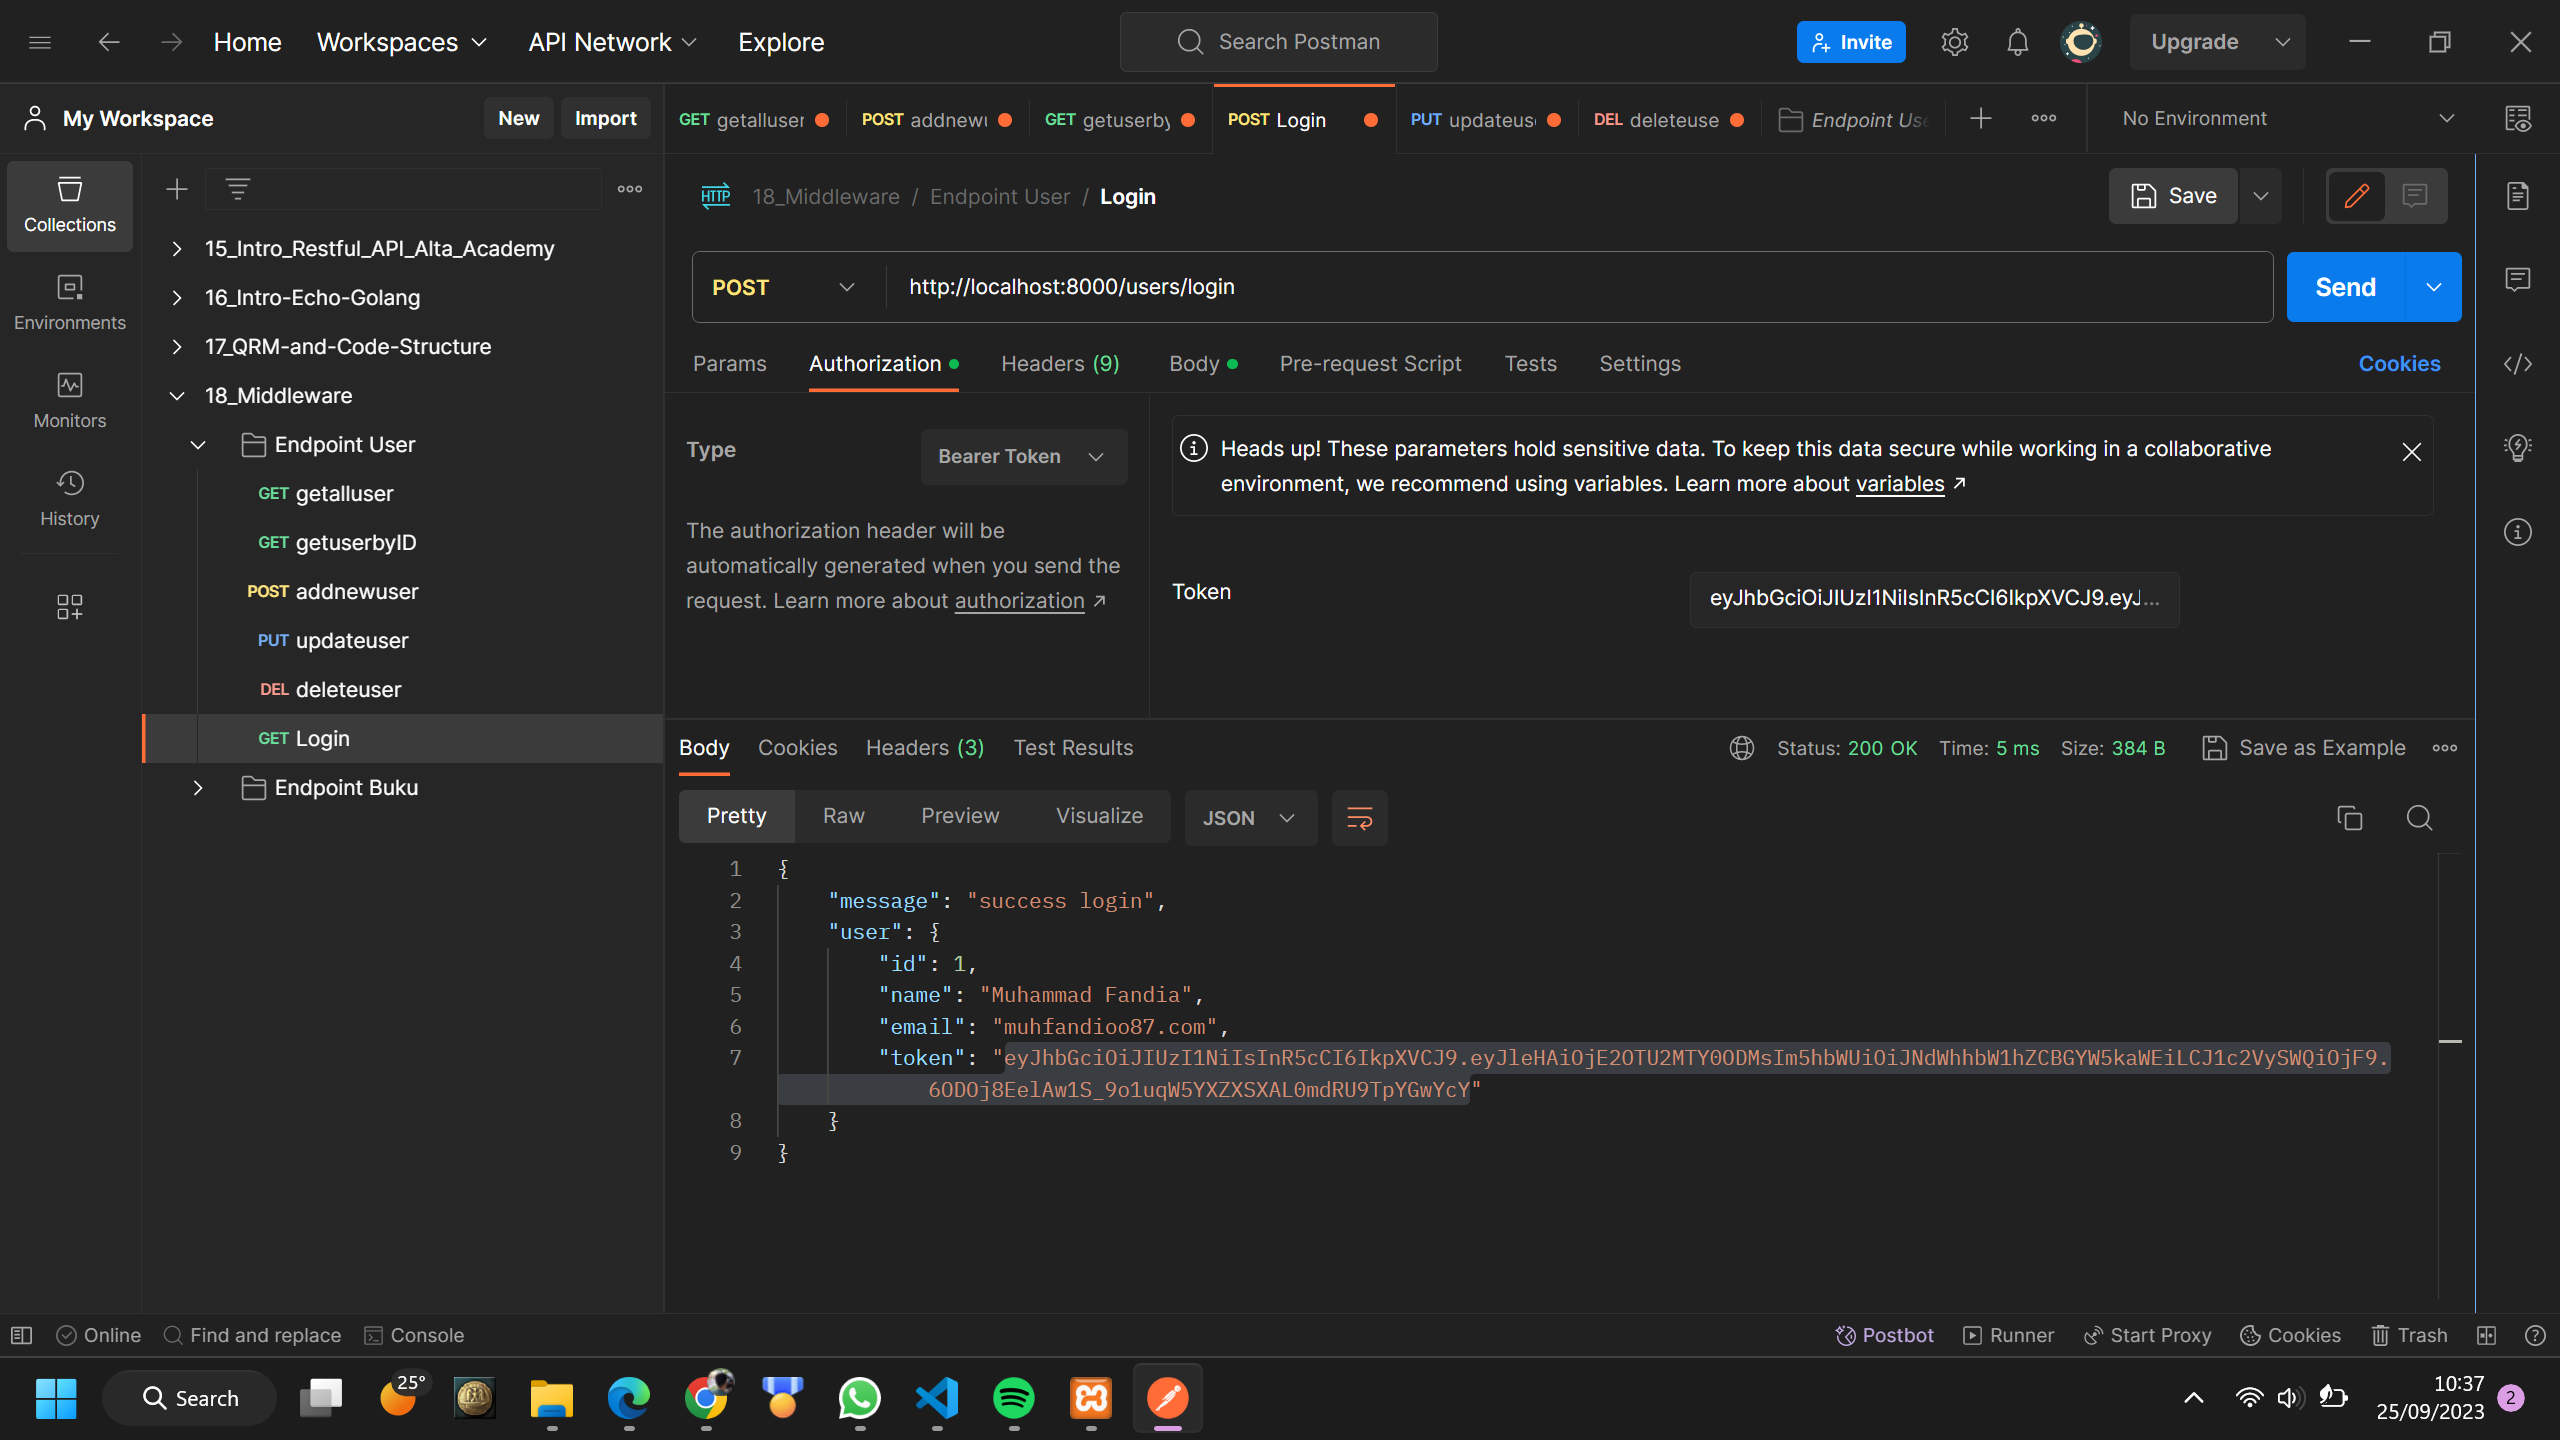 Home Workspaces API Network Explore
Search Postman
Invite
Upgrade
My Workspace
New Import
GET getalluser
POST addnewu
GET getuserby
POST Login
PUT updateus
DEL deleteuse
Endpoint Us
No Environment
Collections
Environments
Monitors
History
15_Intro_Restful_API_Alta_Academy
16_Intro-Echo-Golang
17_QRM-and-Code-Structure
18_Middleware
Endpoint User
GET getalluser
GET getuserbyID
POST addnewuser
PUT updateuser
DEL deleteuser
GET Login
Endpoint Buku
HTTP 18_Middleware / Endpoint User / Login
Save
POST http://localhost:8000/users/login
Send
Params Authorization Headers (9) Body Pre-request Script Tests Settings Cookies
Type Bearer Token
The authorization header will be
automatically generated when you send the
request. Learn more about authorization ↗
Heads up! These parameters hold sensitive data. To keep this data secure while working in a collaborative
environment, we recommend using variables. Learn more about variables ↗
Token eyJhbGciOiJIUzI1NiIsInR5cCI6IkpXVCJ9.eyJ...
Body Cookies Headers (3) Test Results
Status: 200 OK Time: 5 ms Size: 384 B Save as Example
Pretty Raw Preview Visualize JSON
1 {
2 "message": "success login",
3 "user": {
4 "id": 1,
5 "name": "Muhammad Fandia",
6 "email": "muhfandioo87.com",
7 "token": "eyJhbGciOiJIUzI1NiIsInR5cCI6IkpXVCJ9.eyJleHAiOjE2OTU2MTY0ODMsIm5hbWUiOiJNdWhhbW1hZCBGYW5kaWEiLCJ1c2VySWQiOjF9.
6ODOj8EelAw1S_9o1uqW5YXZXSXAL0mdRU9TpYGwYcY"
8 }
9 }
Online Find and replace Console
Postbot Runner Start Proxy Cookies Trash
Search
25°
10:37
25/09/2023
2